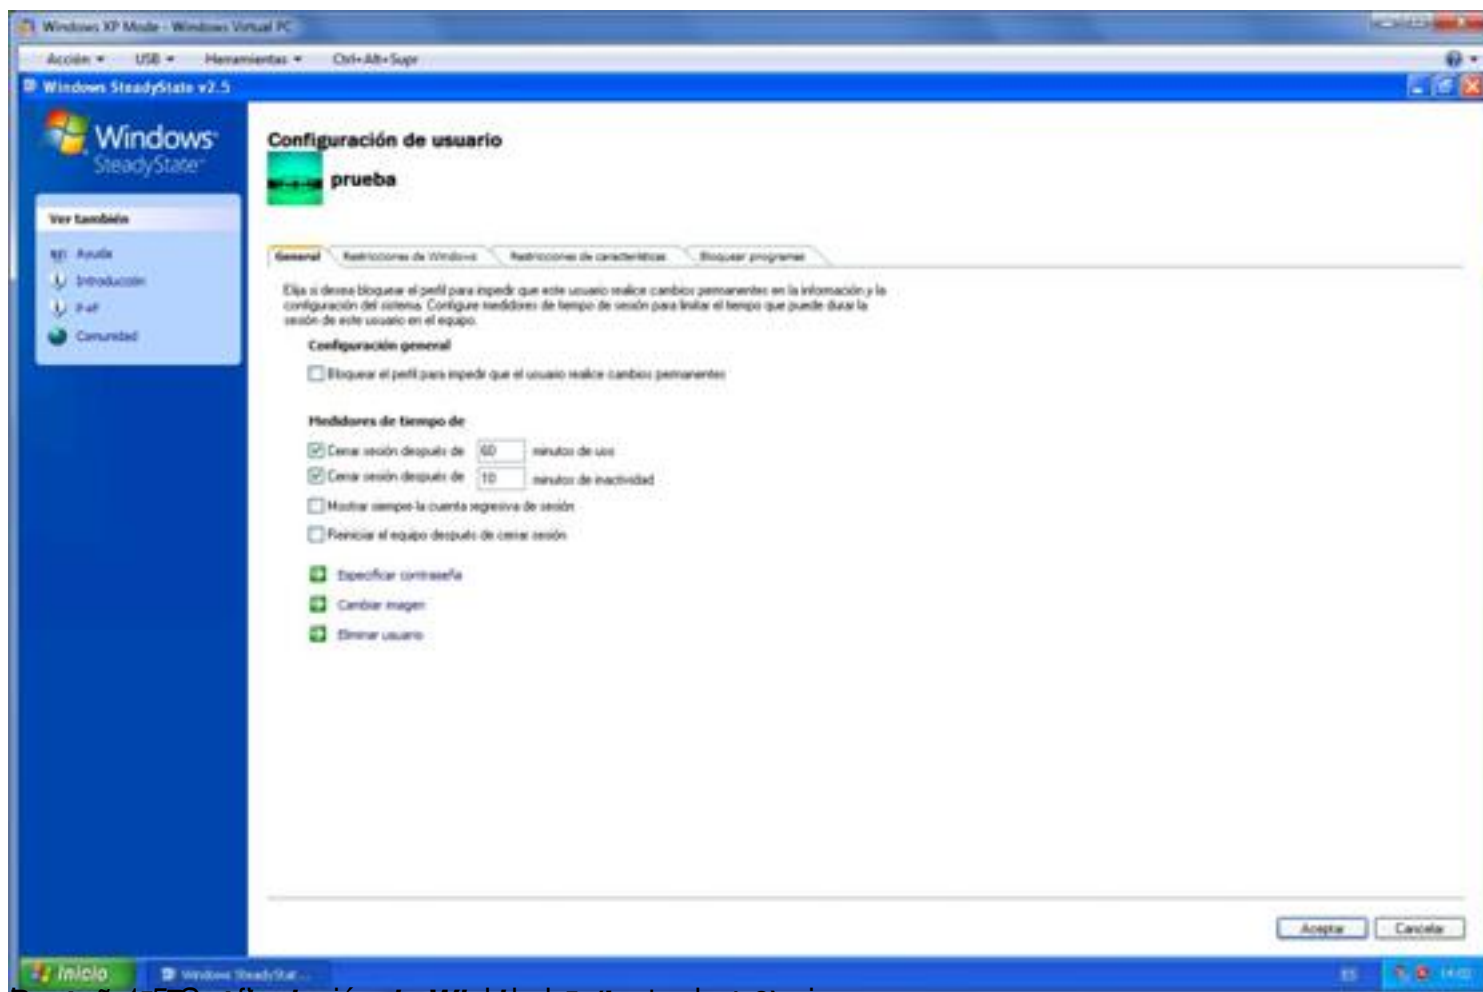 Windows XP Mode - Windows Virtual PC
Acción USB Herramientas Ctrl+Alt+Supr
Windows SteadyState v2.5
Windows
SteadyState
Configuración de usuario
prueba
Ver también
Ayuda
Introducción
P+F
Comunidad
General Restricciones de Windows Restricciones de características Bloquear programas
Elija si desea bloquear el perfil para impedir que este usuario realice cambios permanentes en la información y la
configuración del sistema. Configure medidores de tiempo de sesión para limitar el tiempo que puede durar la
sesión de este usuario en el equipo.
Configuración general
Bloquear el perfil para impedir que el usuario realice cambios permanentes
Medidores de tiempo de
Cerrar sesión después de 60 minutos de uso
Cerrar sesión después de 10 minutos de inactividad
Mostrar siempre la cuenta regresiva de sesión
Reiniciar el equipo después de cerrar sesión
Especificar contraseña
Cambiar imagen
Eliminar usuario
Aceptar Cancelar
Inicio Windows SteadyStat... ES 14:02